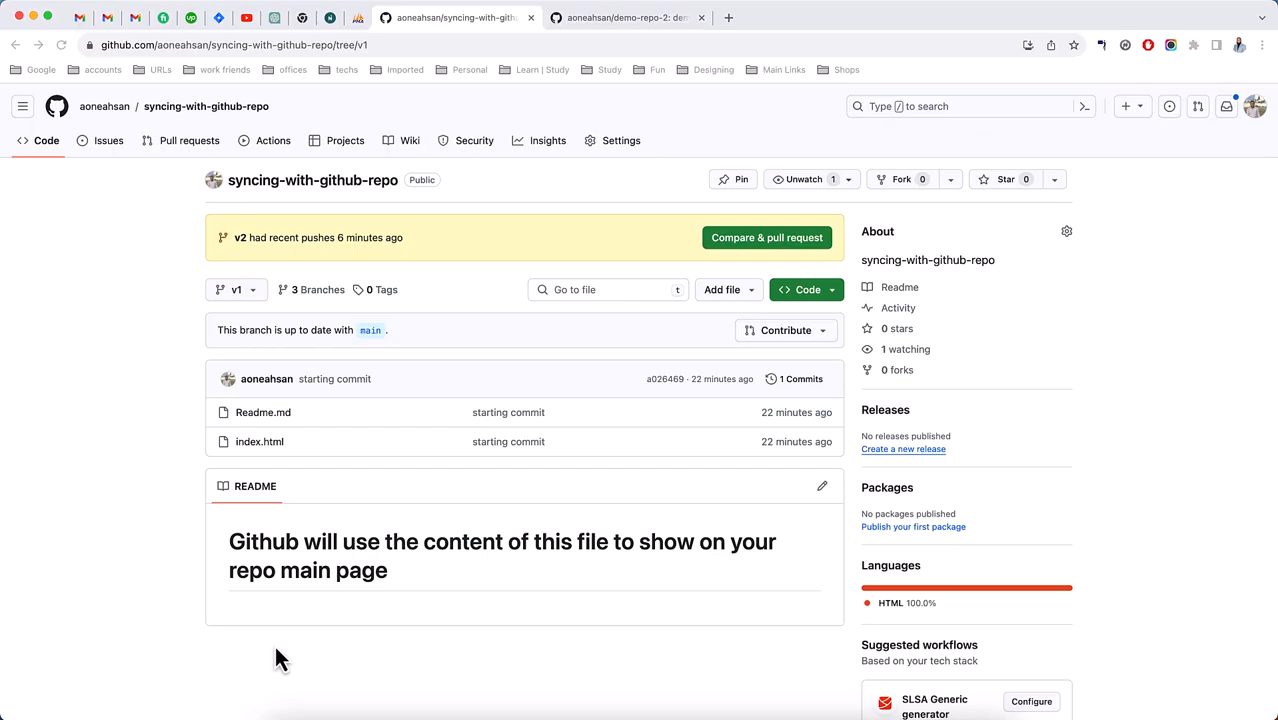 aoneahsan/syncing-with-gith
aoneahsan/demo-repo-2: dem
github.com/aoneahsan/syncing-with-github-repo/tree/v1
Google accounts URLs work friends offices techs Imported Personal Learn | Study Study Fun Designing Main Links Shops
aoneahsan / syncing-with-github-repo
Type / to search
Code Issues Pull requests Actions Projects Wiki Security Insights Settings
syncing-with-github-repo Public
Pin Unwatch 1 Fork 0 Star 0
v2 had recent pushes 6 minutes ago
Compare & pull request
v1 3 Branches 0 Tags
Go to file t
Add file
Code
This branch is up to date with main .
Contribute
aoneahsan starting commit
a026469 · 22 minutes ago 1 Commits
Readme.md starting commit 22 minutes ago
index.html starting commit 22 minutes ago
README
Github will use the content of this file to show on your
repo main page
About
syncing-with-github-repo
Readme
Activity
0 stars
1 watching
0 forks
Releases
No releases published
Create a new release
Packages
No packages published
Publish your first package
Languages
HTML 100.0%
Suggested workflows
Based on your tech stack
SLSA Generic
generator
Configure